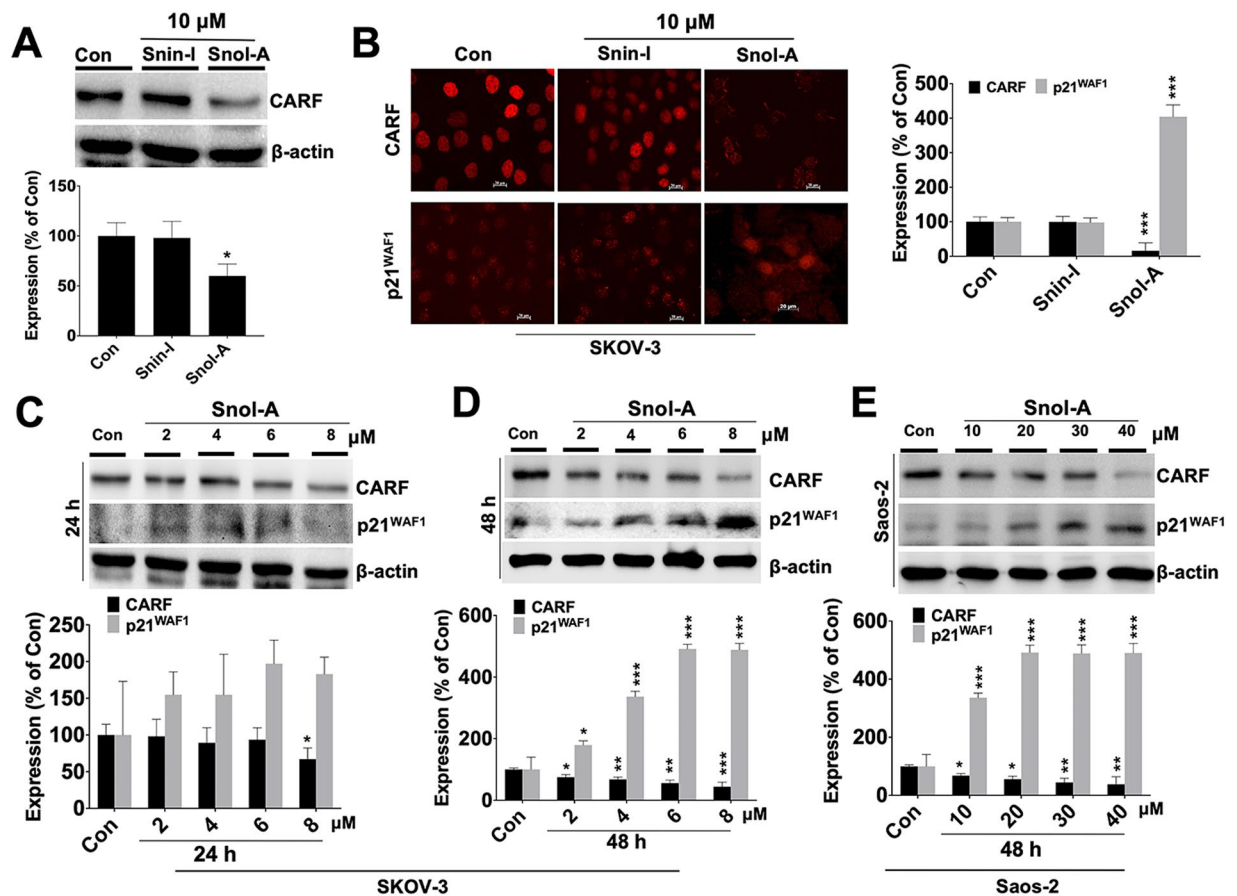 A
10 µM
Con Snin-I Snol-A
CARF
β-actin
Expression (% of Con)
150
100
50
0
*
Con Snin-I Snol-A
B
10 µM
Con Snin-I Snol-A
CARF
p21WAF1
20 µm
SKOV-3
CARF p21WAF1
Expression (% of Con)
500
400
300
200
100
0
*** ***
Con Snin-I Snol-A
C
Snol-A
Con 2 4 6 8 µM
24 h
CARF
p21WAF1
β-actin
CARF
p21WAF1
Expression (% of Con)
250
200
150
100
50
0
*
Con 2 4 6 8 µM
24 h
D
Snol-A
Con 2 4 6 8 µM
48 h
CARF
p21WAF1
β-actin
CARF
p21WAF1
Expression (% of Con)
600
400
200
0
* * ** *** ** *** *** ***
Con 2 4 6 8 µM
48 h
SKOV-3
E
Snol-A
Con 10 20 30 40 µM
Saos-2
CARF
p21WAF1
β-actin
CARF
p21WAF1
Expression (% of Con)
600
400
200
0
* *** * *** ** *** ** ***
Con 10 20 30 40 µM
48 h
Saos-2